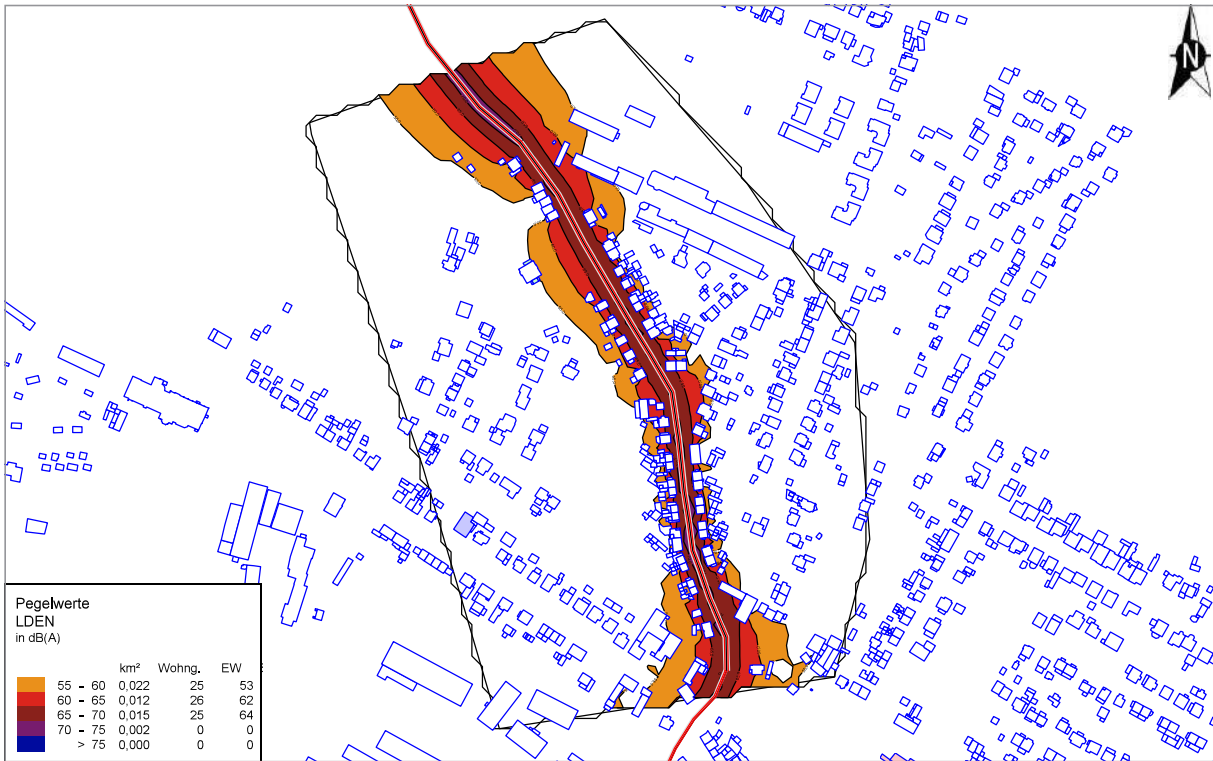 N
Pegelwerte
LDEN
in dB(A)
km² Wohng. EW
55 - 60 0,022 25 53
60 - 65 0,012 26 62
65 - 70 0,015 25 64
70 - 75 0,002 0 0
> 75 0,000 0 0